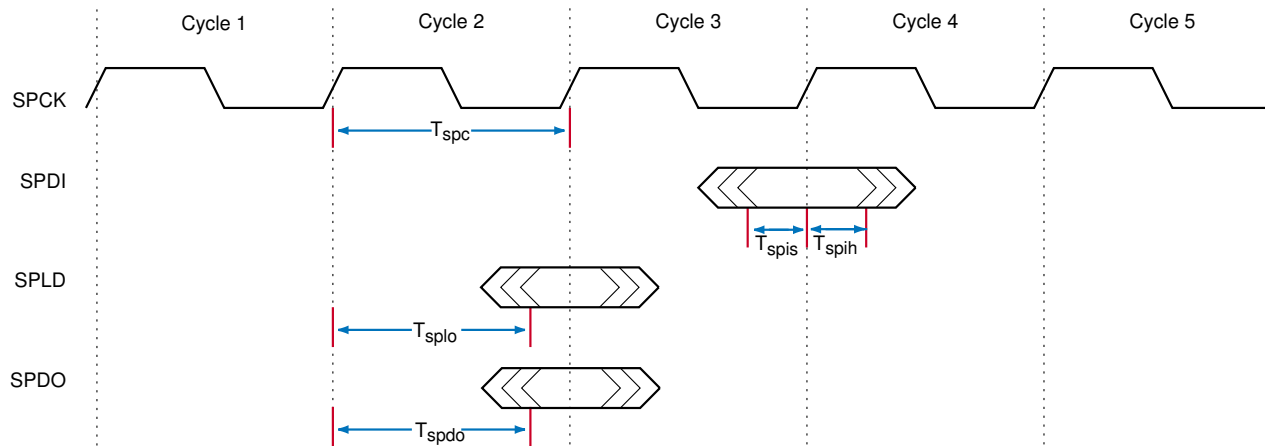 Cycle 1 Cycle 2 Cycle 3 Cycle 4 Cycle 5
SPCK
Tspc
SPDI
Tspis Tspih
SPLD
Tsplo
SPDO
Tspdo